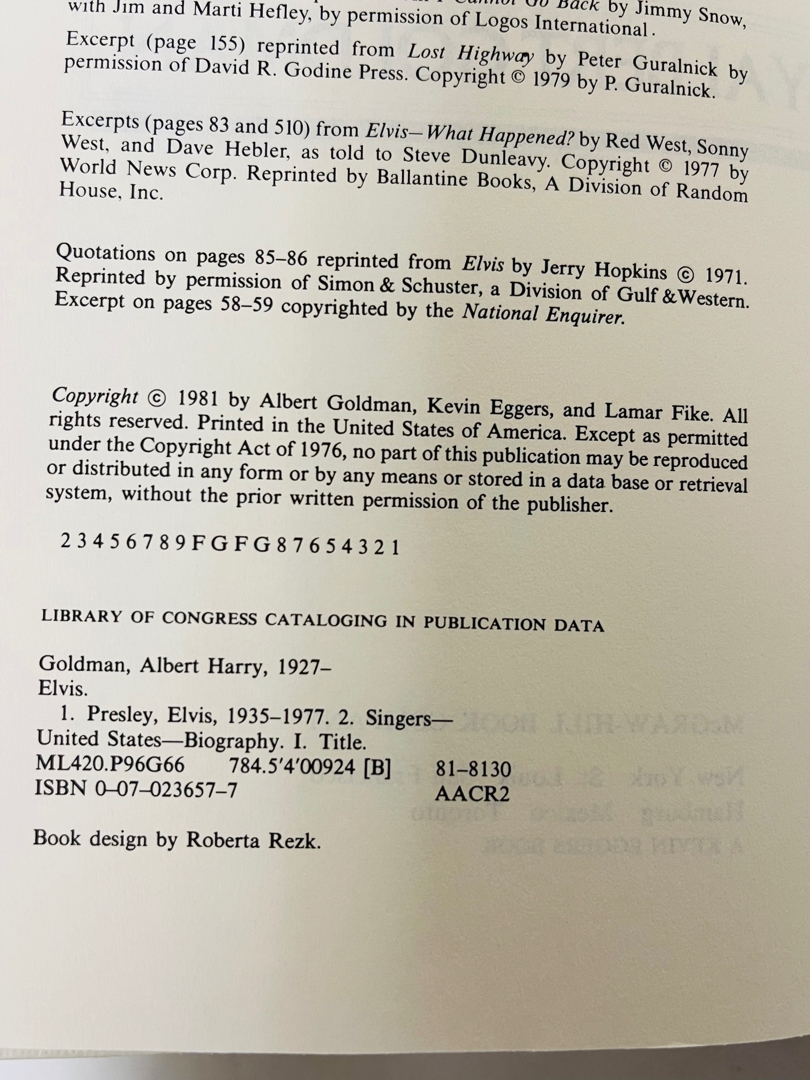 Cannot Go Back by Jimmy Snow,
with Jim and Marti Hefley, by permission of Logos International.
Excerpt (page 155) reprinted from Lost Highway by Peter Guralnick by
permission of David R. Godine Press. Copyright © 1979 by P. Guralnick.
Excerpts (pages 83 and 510) from Elvis—What Happened? by Red West, Sonny
West, and Dave Hebler, as told to Steve Dunleavy. Copyright © 1977 by
World News Corp. Reprinted by Ballantine Books, A Division of Random
House, Inc.
Quotations on pages 85–86 reprinted from Elvis by Jerry Hopkins © 1971.
Reprinted by permission of Simon & Schuster, a Division of Gulf &Western.
Excerpt on pages 58–59 copyrighted by the National Enquirer.
Copyright © 1981 by Albert Goldman, Kevin Eggers, and Lamar Fike. All
rights reserved. Printed in the United States of America. Except as permitted
under the Copyright Act of 1976, no part of this publication may be reproduced
or distributed in any form or by any means or stored in a data base or retrieval
system, without the prior written permission of the publisher.
2 3 4 5 6 7 8 9 F G F G 8 7 6 5 4 3 2 1
LIBRARY OF CONGRESS CATALOGING IN PUBLICATION DATA
Goldman, Albert Harry, 1927–
Elvis.
1. Presley, Elvis, 1935–1977. 2. Singers—
United States—Biography. I. Title.
ML420.P96G66 784.5'4'00924 [B] 81–8130
ISBN 0–07–023657–7 AACR2
Book design by Roberta Rezk.